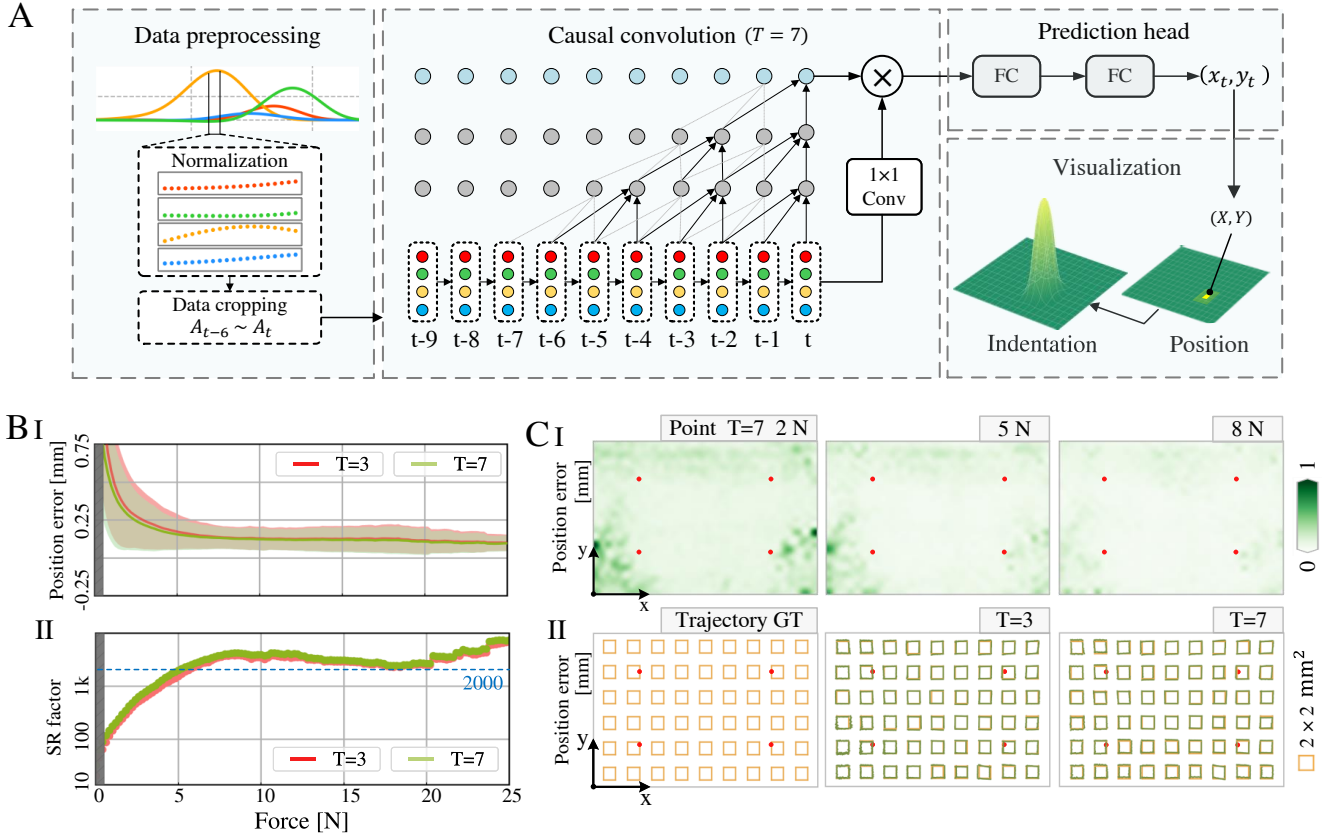 A
Data preprocessing
Normalization
Data cropping
A_{t−6} ~ A_t
Causal convolution (T = 7)
t-9 t-8 t-7 t-6 t-5 t-4 t-3 t-2 t-1 t
×
1×1
Conv
Prediction head
FC FC (x_t, y_t)
Visualization
(X,Y)
Indentation Position
B I
Position error [mm]
0.75
0.25
-0.25
T=3 T=7
II
SR factor
1k
100
10
2000
T=3 T=7
0 5 10 15 20 25
Force [N]
C I
Point T=7 2 N
5 N
8 N
Position error
[mm]
y
x
0 1
II
Trajectory GT
T=3
T=7
Position error
[mm]
y
x
2 × 2 mm²